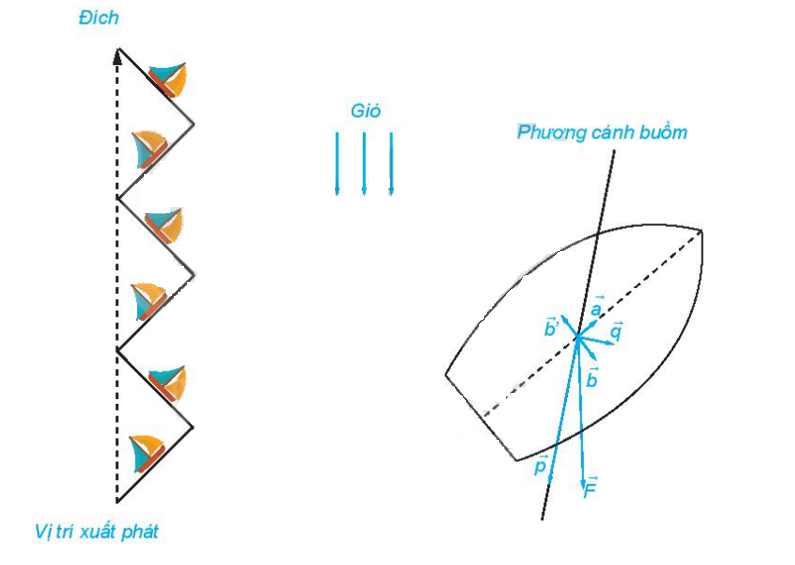 Đích
Gió
Phương cánh buồm
a⃗
b⃗'
q⃗
b⃗
p⃗
F⃗
Vị trí xuất phát